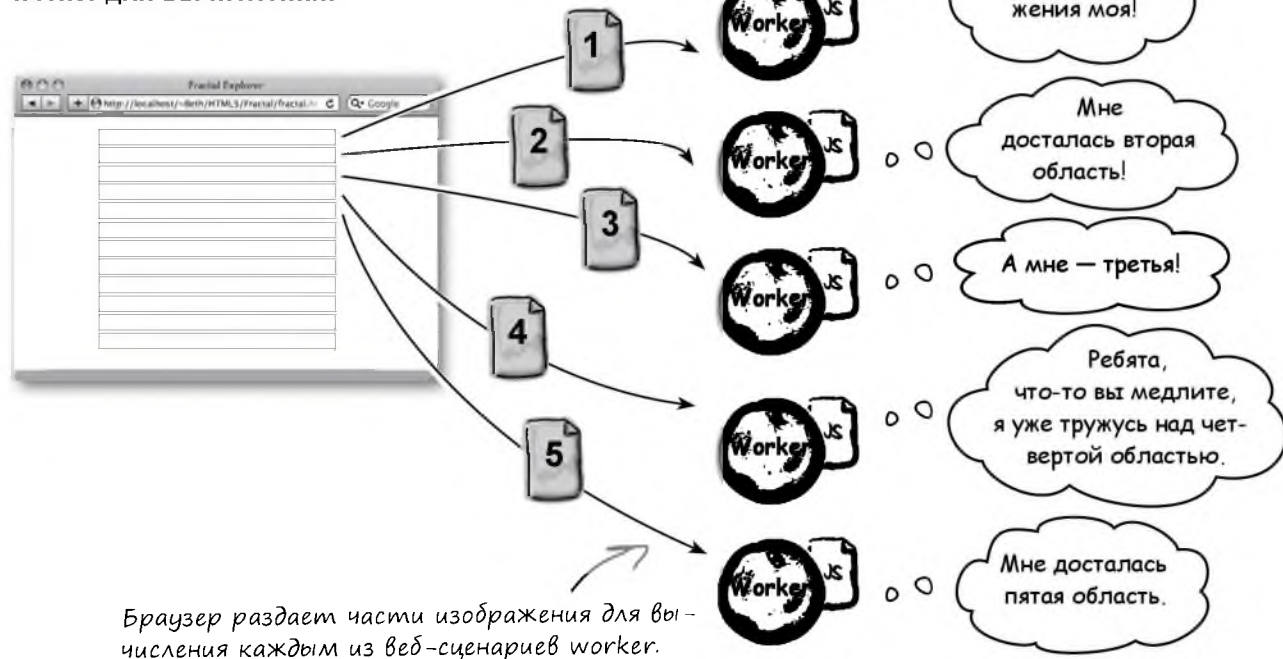 жения моя!
1
Worker
JS
Fractal Explorer
http://localhost/~Beth/HTML5/Fractal/fractal.h
Google
2
Worker
JS
Мне
досталась вторая
область!
3
Worker
JS
А мне — третья!
4
Worker
JS
Ребята,
что-то вы медлите,
я уже тружусь над чет-
вертой областью.
5
Worker
JS
Мне досталась
пятая область.
Браузер раздает части изображения для вы-
числения каждым из веб-сценариев worker.